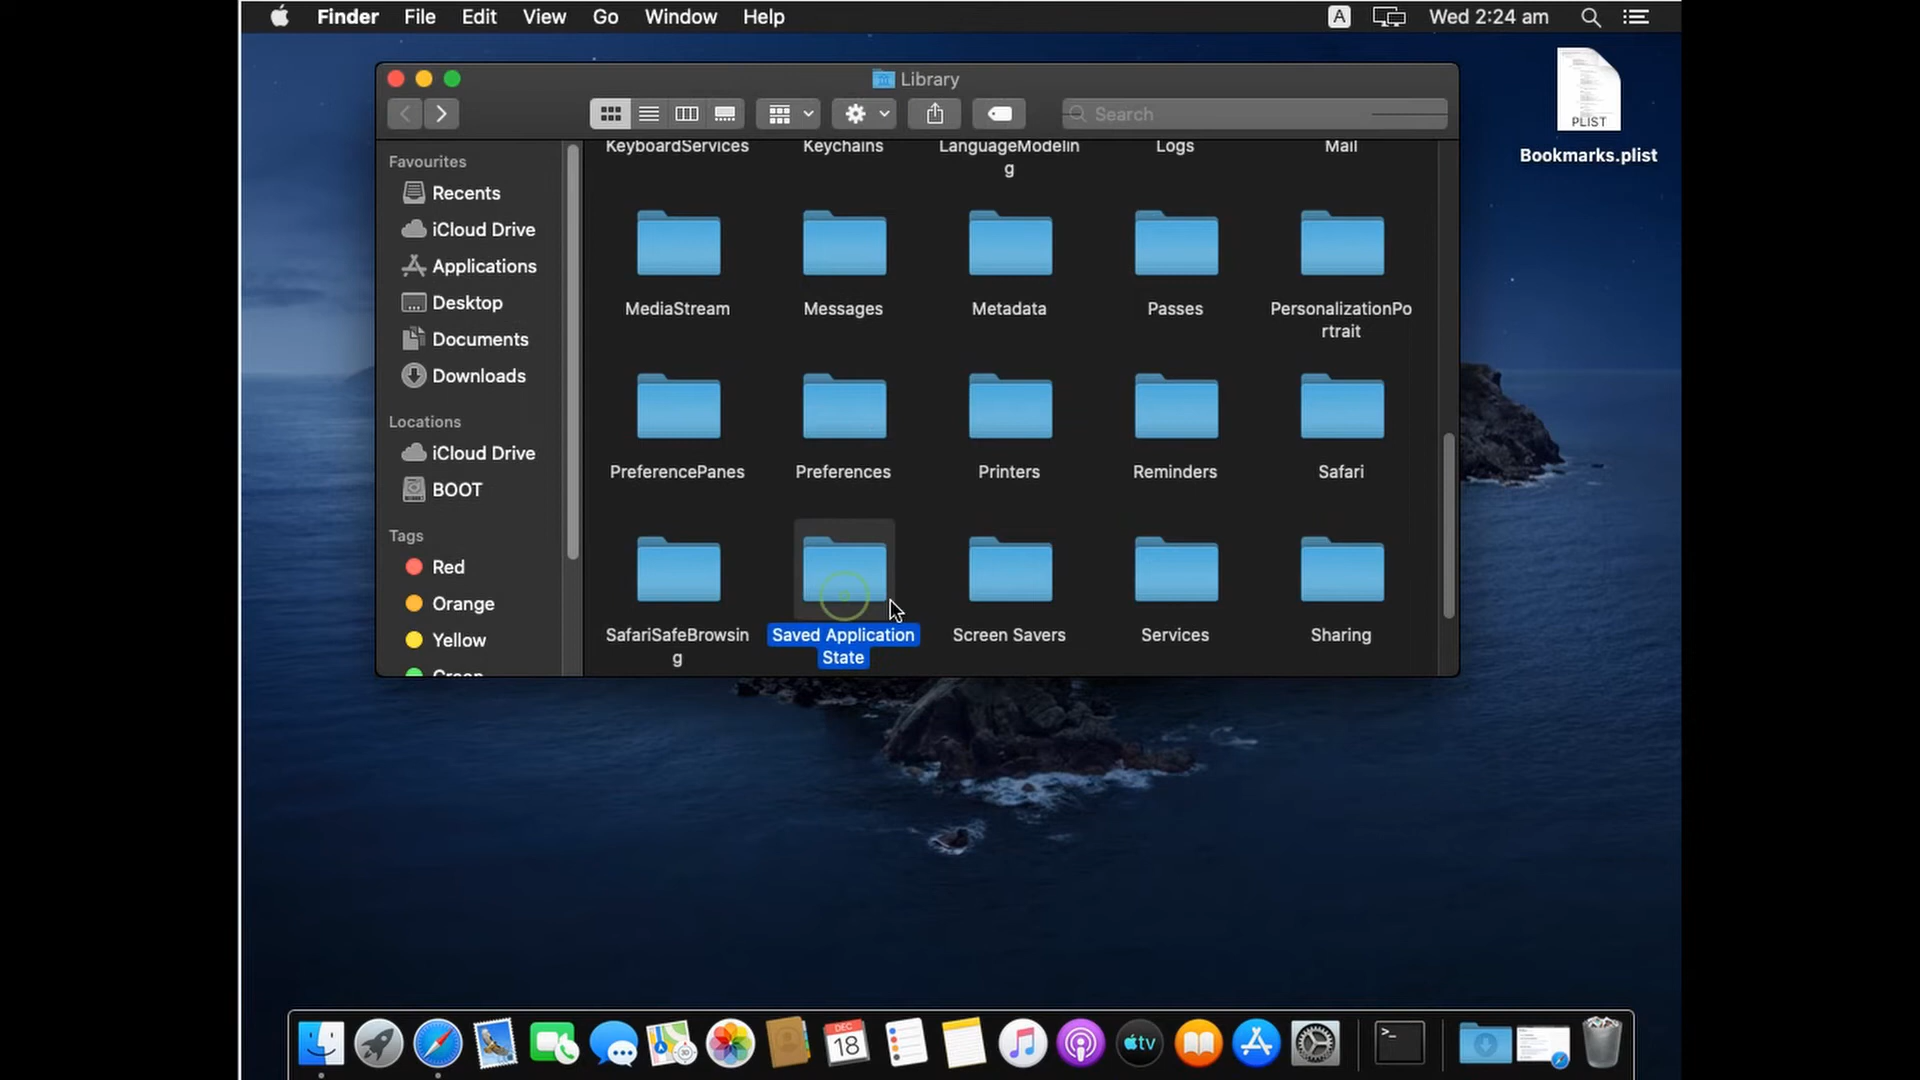 Finder File Edit View Go Window Help A Wed 2:24 am
Library
Search
PLIST
Bookmarks.plist
Favourites
Recents
iCloud Drive
Applications
Desktop
Documents
Downloads
Locations
iCloud Drive
BOOT
Tags
Red
Orange
Yellow
Green
KeyboardServices Keychains LanguageModelin Logs Mail
g
MediaStream Messages Metadata Passes PersonalizationPo
rtrait
PreferencePanes Preferences Printers Reminders Safari
SafariSafeBrowsin Saved Application Screen Savers Services Sharing
g State
DEC
18
3D
tv
>_